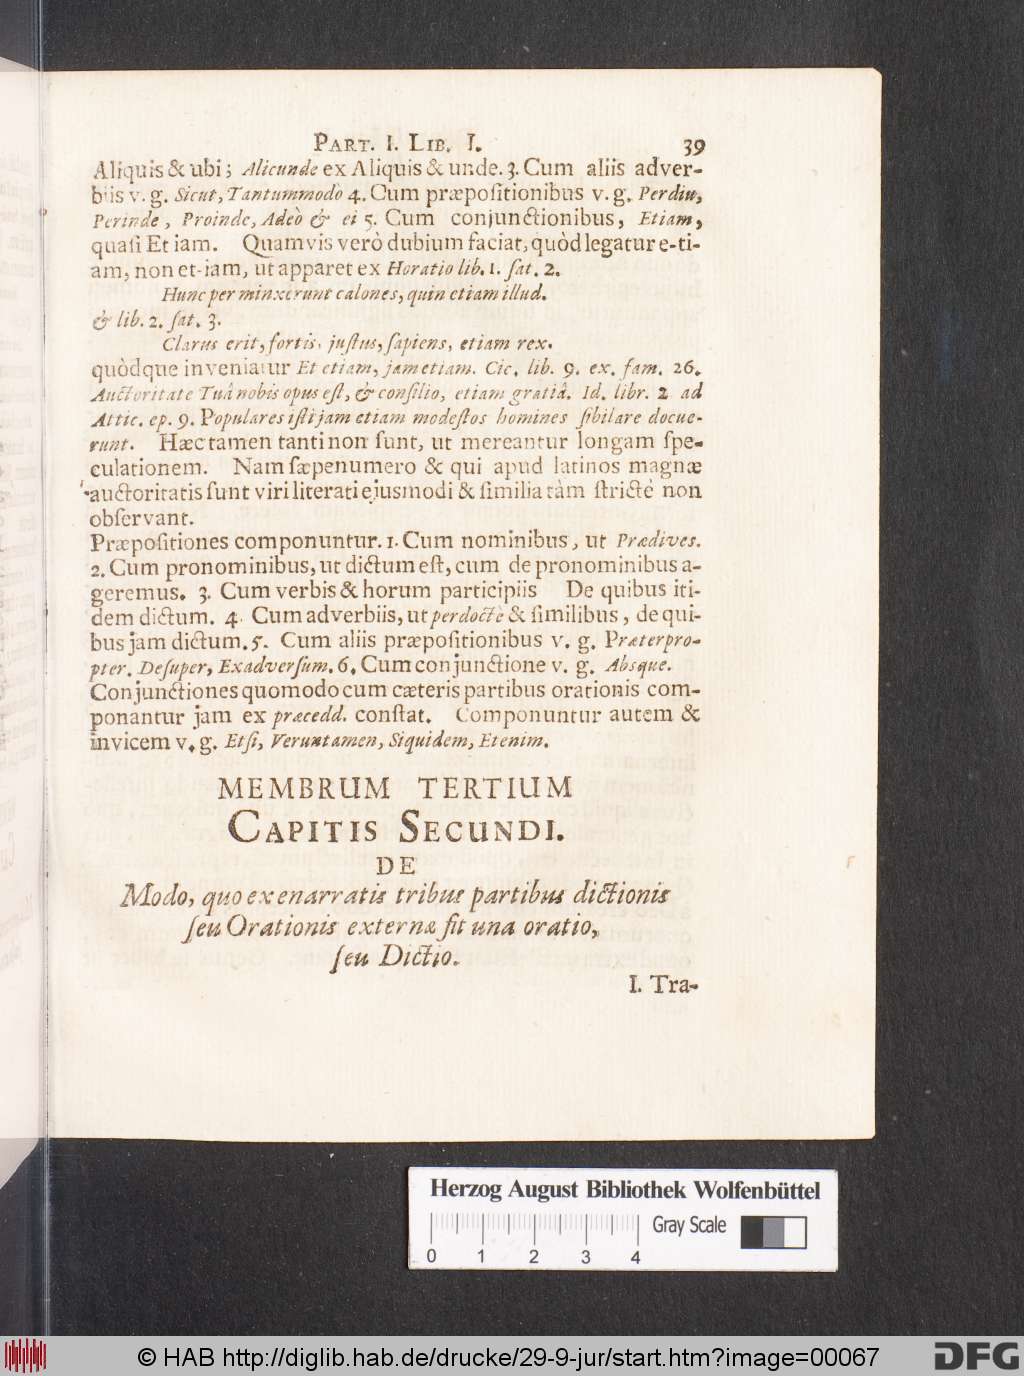 PART. I. LIB. I. 39
Aliquis & ubi; Alicunde ex Aliquis & unde. 3. Cum aliis adver-
biis v. g. Sicut, Tantummodò 4. Cum præpositionibus v. g. Perdiu,
Perinde, Proinde, Adeò & ei 5. Cum conjunctionibus, Etiam,
quasi Et iam. Quamvis verò dubium faciat, quòd legatur e-ti-
am, non et-iam, ut apparet ex Horatio lib. 1. sat. 2.
Hunc perminxerunt calones, quin etiam illud.
& lib. 2. sat. 3.
Clarus erit, fortis, justus, sapiens, etiam rex.
quòdque inveniatur Et etiam, jam etiam. Cic. lib. 9. ex. fam. 26.
Auctoritate Tuâ nobis opus est, & consilio, etiam gratiâ. Id. libr. 2 ad
Attic. ep. 9. Populares isti jam etiam modestos homines sibilare docue-
runt. Hæc tamen tanti non sunt, ut mereantur longam spe-
culationem. Nam sæpenumero & qui apud latinos magnæ
auctoritatis sunt viri literati ejusmodi & similia tàm strictè non
observant.
Præpositiones componuntur. 1. Cum nominibus, ut Prædives.
2. Cum pronominibus, ut dictum est, cum de pronominibus a-
geremus. 3. Cum verbis & horum participiis De quibus iti-
dem dictum. 4. Cum adverbiis, ut perdoctè & similibus, de qui-
bus jam dictum. 5. Cum aliis præpositionibus v. g. Præterpro-
pter. Desuper, Exadversum. 6. Cum conjunctione v. g. Absque.
Conjunctiones quomodo cum cæteris partibus orationis com-
ponantur jam ex præcedd. constat. Componuntur autem &
invicem v. g. Etsi, Veruntamen, Siquidem, Etenim.
MEMBRUM TERTIUM
CAPITIS SECUNDI.
DE
Modo, quo ex enarratis tribus partibus dictionis
seu Orationis externæ fit una oratio,
seu Dictio.
I. Tra-
Herzog August Bibliothek Wolfenbüttel
Gray Scale
0 1 2 3 4
© HAB http://diglib.hab.de/drucke/29-9-jur/start.htm?image=00067
DFG